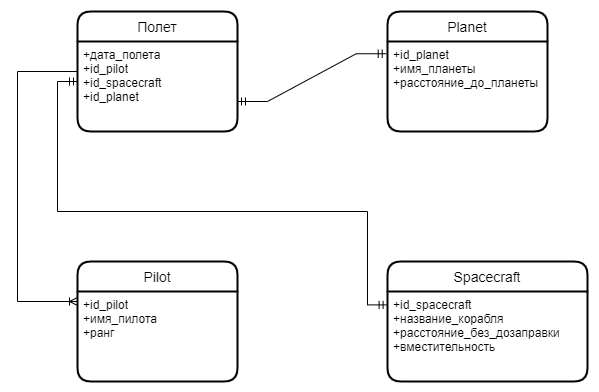 Полет
+дата_полета
+id_pilot
+id_spacecraft
+id_planet
Planet
+id_planet
+имя_планеты
+расстояние_до_планеты
Pilot
+id_pilot
+имя_пилота
+ранг
Spacecraft
+id_spacecraft
+название_корабля
+расстояние_без_дозаправки
+вместительность